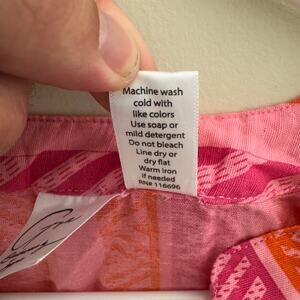 Machine wash
cold with
like colors
Use soap or
mild detergent
Do not bleach
Line dry or
dry flat
Warm iron
if needed
RN# 116696